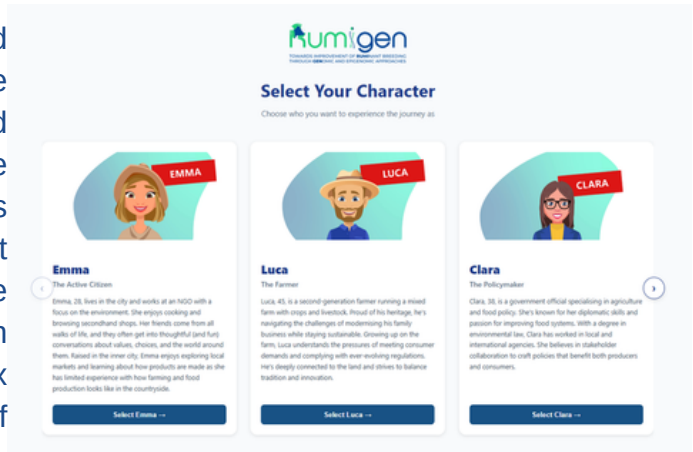 d
e
d
e
s
t
e
n
x
f
Rumigen
TOWARDS IMPROVEMENT OF RUMINANT BREEDING
THROUGH GENOMIC AND EPIGENOMIC APPROACHES
Select Your Character
Choose who you want to experience the journey as
EMMA
Emma
The Active Citizen
Emma, 28, lives in the city and works at an NGO with a
focus on the environment. She enjoys cooking and
browsing secondhand shops. Her friends come from all
walks of life, and they often get into thoughtful (and fun)
conversations about values, choices, and the world around
them. Raised in the inner city, Emma enjoys exploring local
markets and learning about how products are made as she
has limited experience with how farming and food
production looks like in the countryside.
Select Emma →
LUCA
Luca
The Farmer
Luca, 45, is a second-generation farmer running a mixed
farm with crops and livestock. Proud of his heritage, he's
navigating the challenges of modernising his family
business while staying sustainable. Growing up on the
farm, Luca understands the pressures of meeting consumer
demands and complying with ever-evolving regulations.
He's deeply connected to the land and strives to balance
tradition and innovation.
Select Luca →
CLARA
Clara
The Policymaker
Clara, 38, is a government official specialising in agriculture
and food policy. She's known for her diplomatic skills and
passion for improving food systems. With a degree in
environmental law, Clara has worked in local and
international agencies. She believes in stakeholder
collaboration to craft policies that benefit both producers
and consumers.
Select Clara →